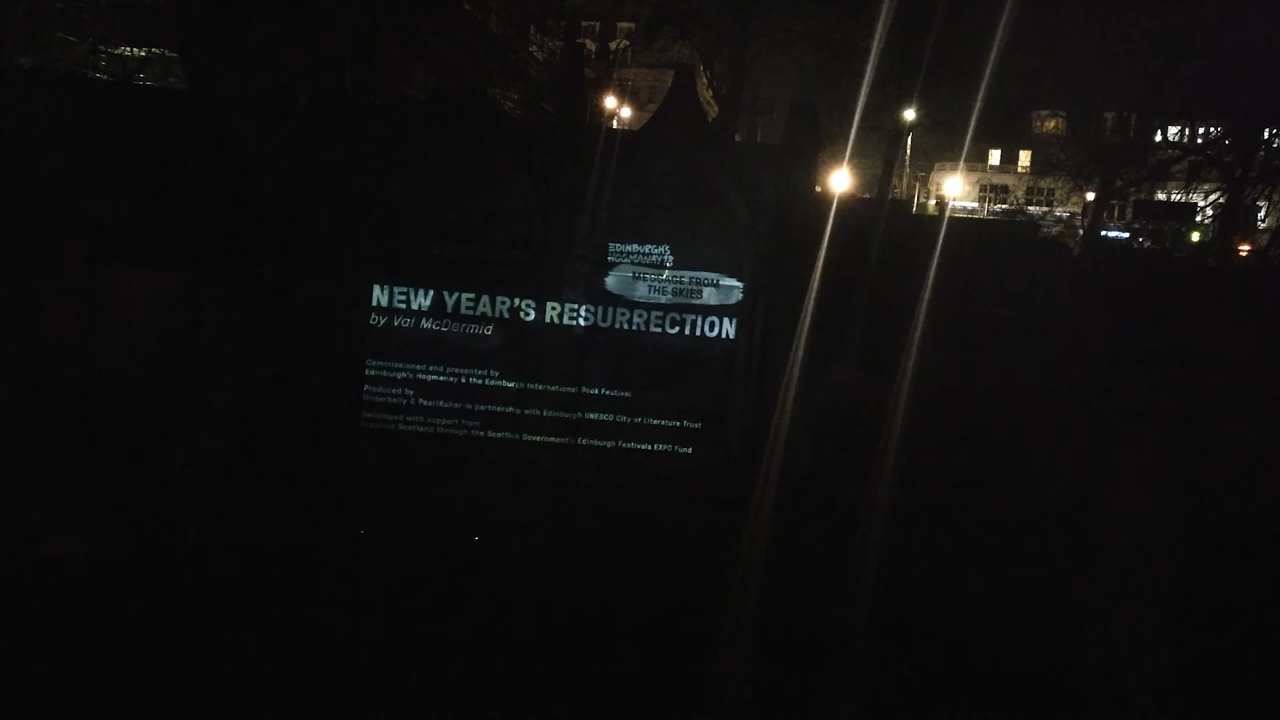 EDINBURGH'S
HOGMANAY'18
MESSAGE FROM
THE SKIES
NEW YEAR'S RESURRECTION
by Val McDermid
Commissioned and presented by
Edinburgh's Hogmanay & the Edinburgh International Book Festival
Produced by
Underbelly & Pearlfisher in partnership with Edinburgh UNESCO City of Literature Trust
Developed with support from
Creative Scotland through the Scottish Government's Edinburgh Festivals EXPO Fund